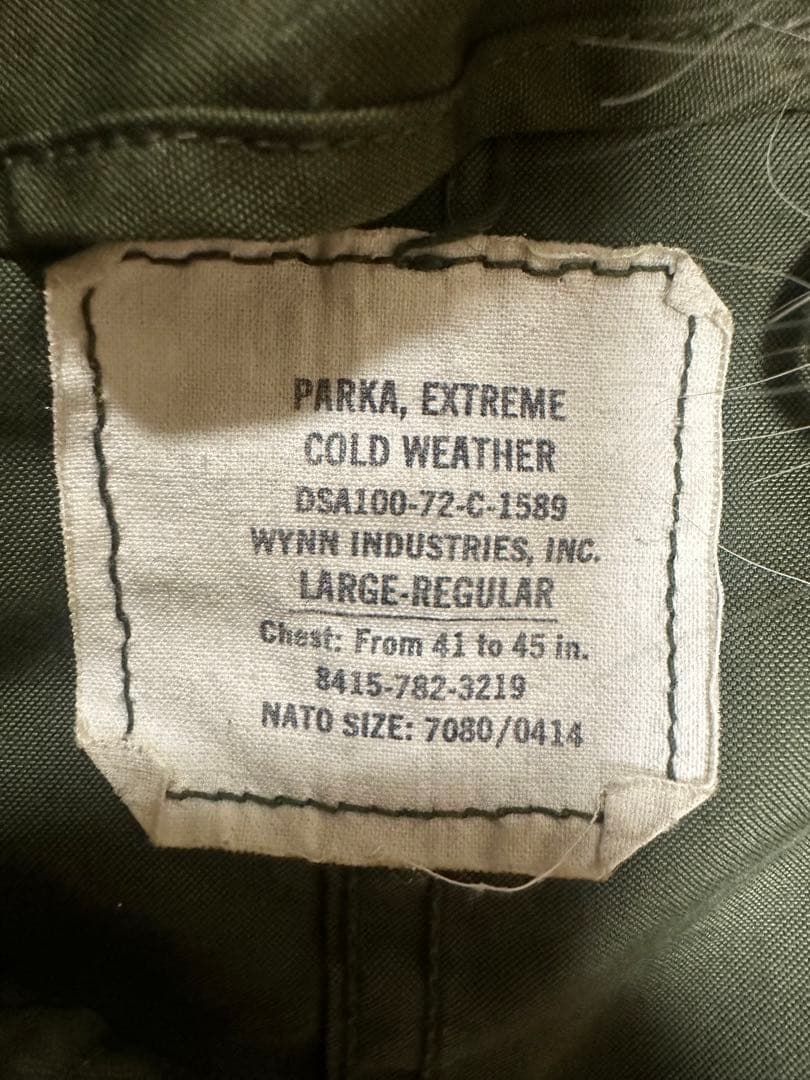 PARKA, EXTREME
COLD WEATHER
DSA100-72-C-1589
WYNN INDUSTRIES, INC.
LARGE-REGULAR
Chest: From 41 to 45 in.
8415-782-3219
NATO SIZE: 7080/0414